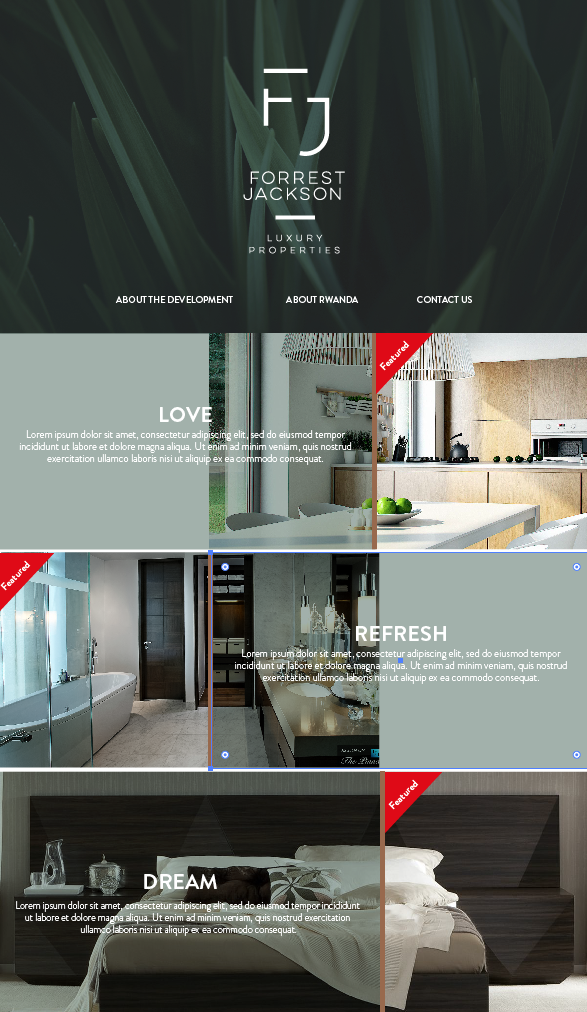 FJ
FORREST
JACKSON
LUXURY
PROPERTIES
ABOUT THE DEVELOPMENT
ABOUT RWANDA
CONTACT US
Featured
LOVE
Lorem ipsum dolor sit amet, consectetur adipiscing elit, sed do eiusmod tempor
incididunt ut labore et dolore magna aliqua. Ut enim ad minim veniam, quis nostrud
exercitation ullamco laboris nisi ut aliquip ex ea commodo consequat.
Featured
REFRESH
Lorem ipsum dolor sit amet, consectetur adipiscing elit, sed do eiusmod tempor
incididunt ut labore et dolore magna aliqua. Ut enim ad minim veniam, quis nostrud
exercitation ullamco laboris nisi ut aliquip ex ea commodo consequat.
The
Featured
DREAM
Lorem ipsum dolor sit amet, consectetur adipiscing elit, sed do eiusmod tempor incididunt
ut labore et dolore magna aliqua. Ut enim ad minim veniam, quis nostrud exercitation
ullamco laboris nisi ut aliquip ex ea commodo consequat.